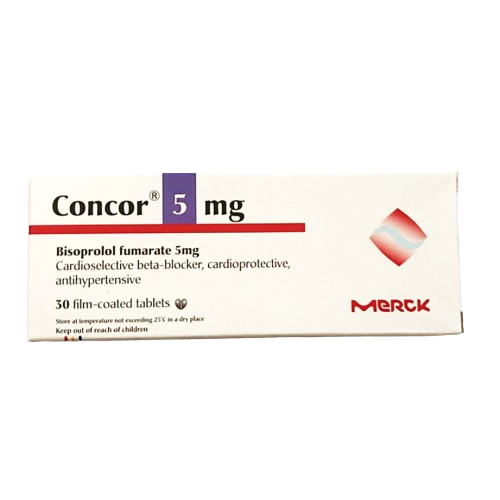 Concor® 5 mg
Bisoprolol fumarate 5mg
Cardioselective beta-blocker, cardioprotective,
antihypertensive
30 film-coated tablets
Store at temperature not exceeding 25°C in a dry place
Keep out of reach of children
MERCK